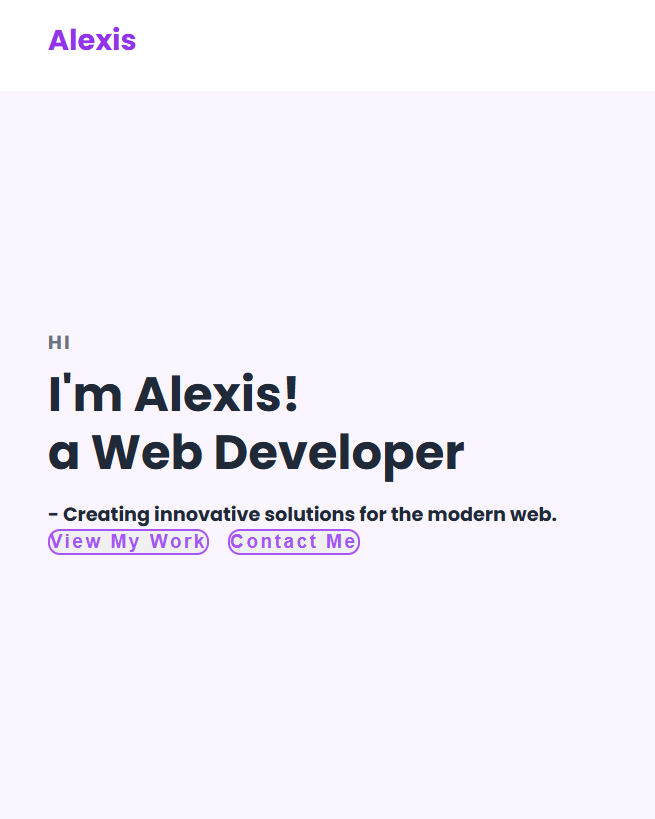 Alexis
HI
I'm Alexis!
a Web Developer
- Creating innovative solutions for the modern web.
View My Work Contact Me